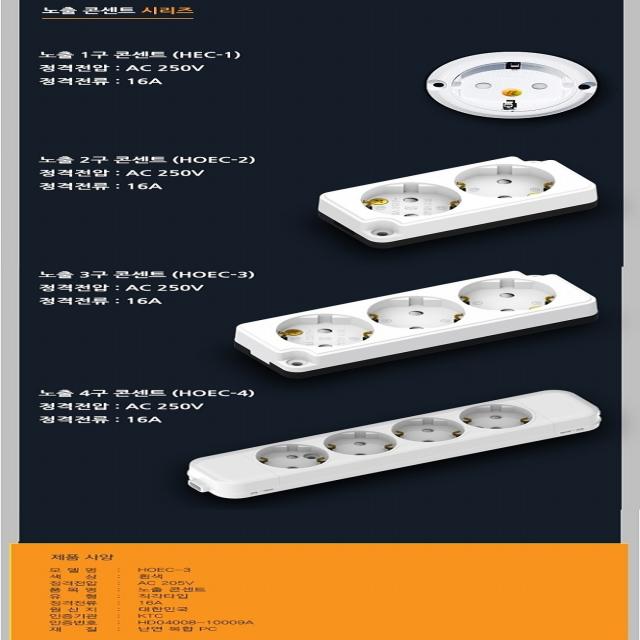 노출 콘센트 시리즈
노출 1구 콘센트 (HEC-1)
정격전압 : AC 250V
정격전류 : 16A
노출 2구 콘센트 (HOEC-2)
정격전압 : AC 250V
정격전류 : 16A
노출 3구 콘센트 (HOEC-3)
정격전압 : AC 250V
정격전류 : 16A
노출 4구 콘센트 (HOEC-4)
정격전압 : AC 250V
정격전류 : 16A
제품 사양
모 델 명 : HOEC-3
색 상 : 흰색
정격전압 : AC 205V
품 목 명 : 노출 콘센트
유 형 : 직각타입
정격전류 : 16A
원 산 지 : 대한민국
인증기관 : KTC
인증번호 : HD04008-10009A
재 질 : 난연 복합 PC